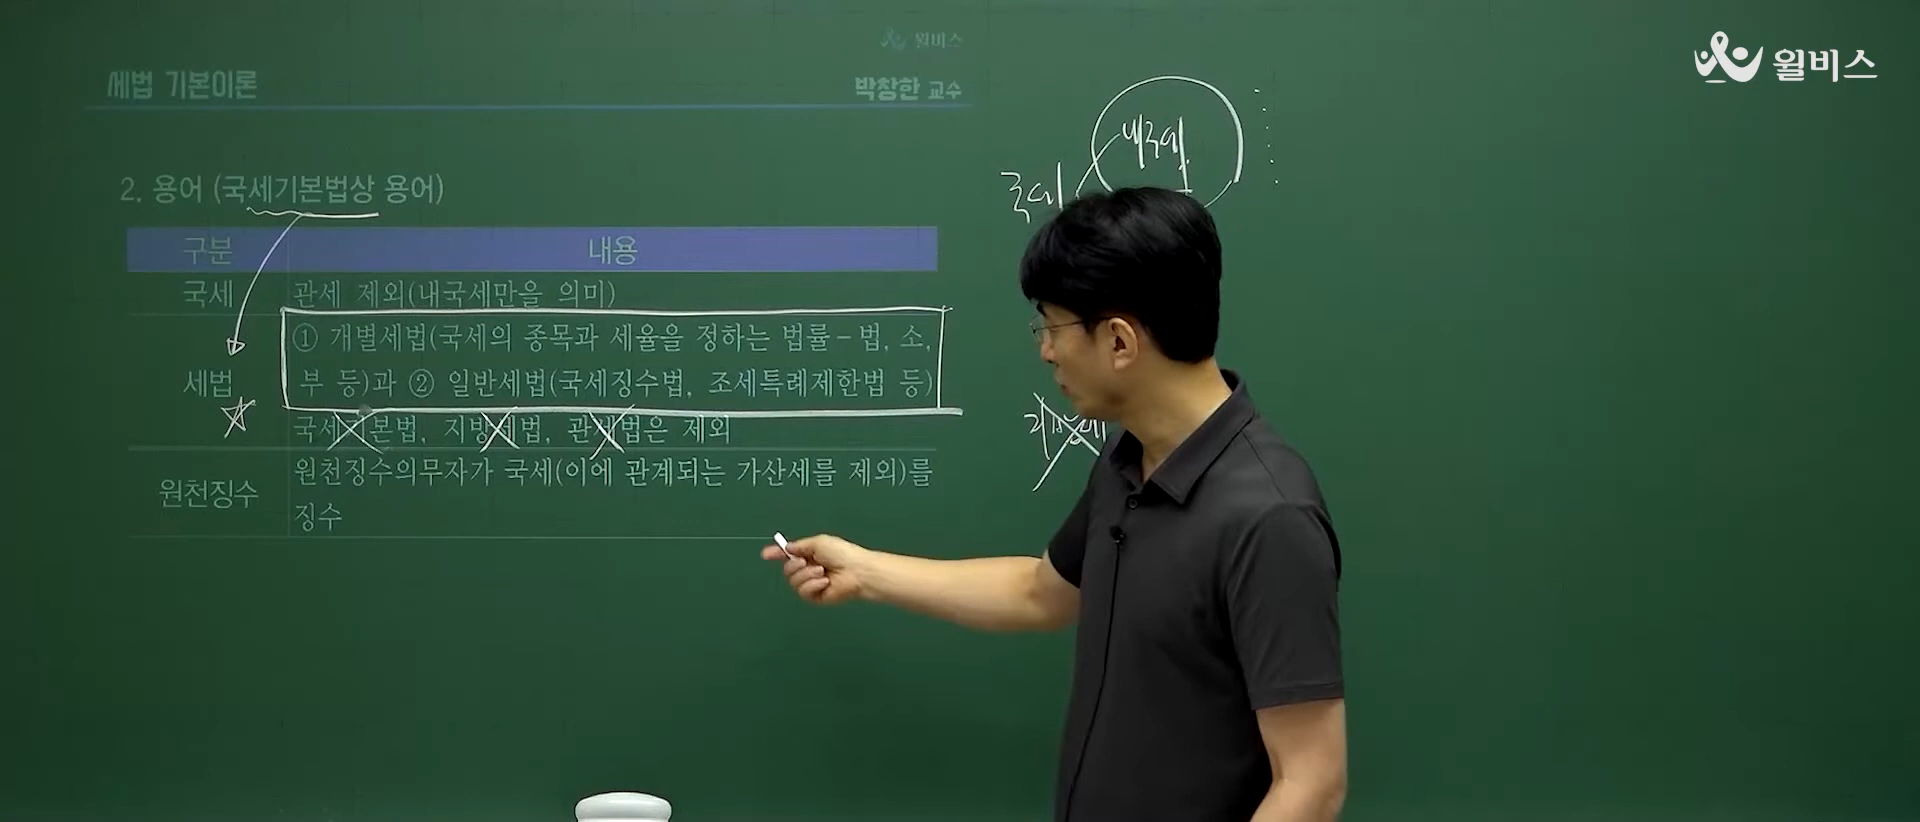 윌비스
윌비스
세법 기본이론
박창한 교수
2. 용어 (국세기본법상 용어)
구분
내용
국세
관세 제외(내국세만을 의미)
세법
① 개별세법(국세의 종목과 세율을 정하는 법률-법, 소,
부 등)과 ② 일반세법(국세징수법, 조세특례제한법 등)
국세기본법, 지방세법, 관세법은 제외
원천징수
원천징수의무자가 국세(이에 관계되는 가산세를 제외)를
징수
내국세
국세